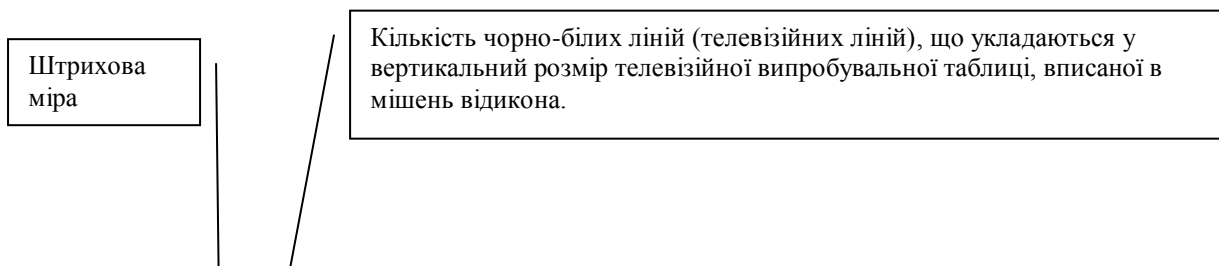 Штрихова
міра
Кількість чорно-білих ліній (телевізійних ліній), що укладаються у
вертикальний розмір телевізійної випробувальної таблиці, вписаної в
мішень відикона.